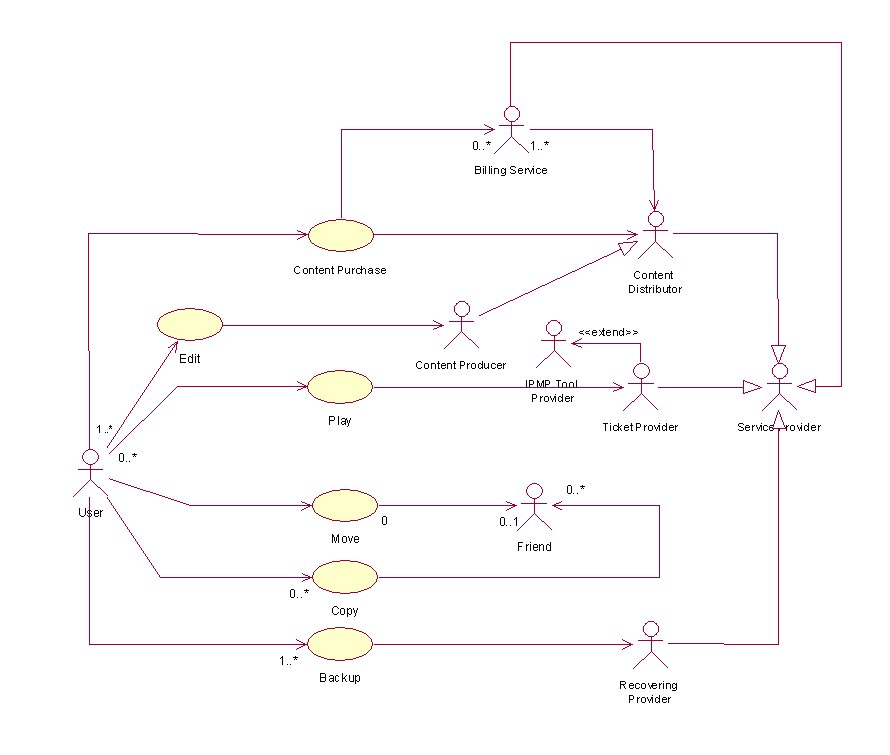 0..*
1..*
Billing Service
Content Purchase
Content
Distributor
<<extend>>
Edit
Content Producer
IPMP Tool
Provider
Play
Ticket Provider
Service Provider
1..*
0..*
User
0..*
0
0..1
Move
Friend
0..*
Copy
1..*
Backup
Recovering
Provider